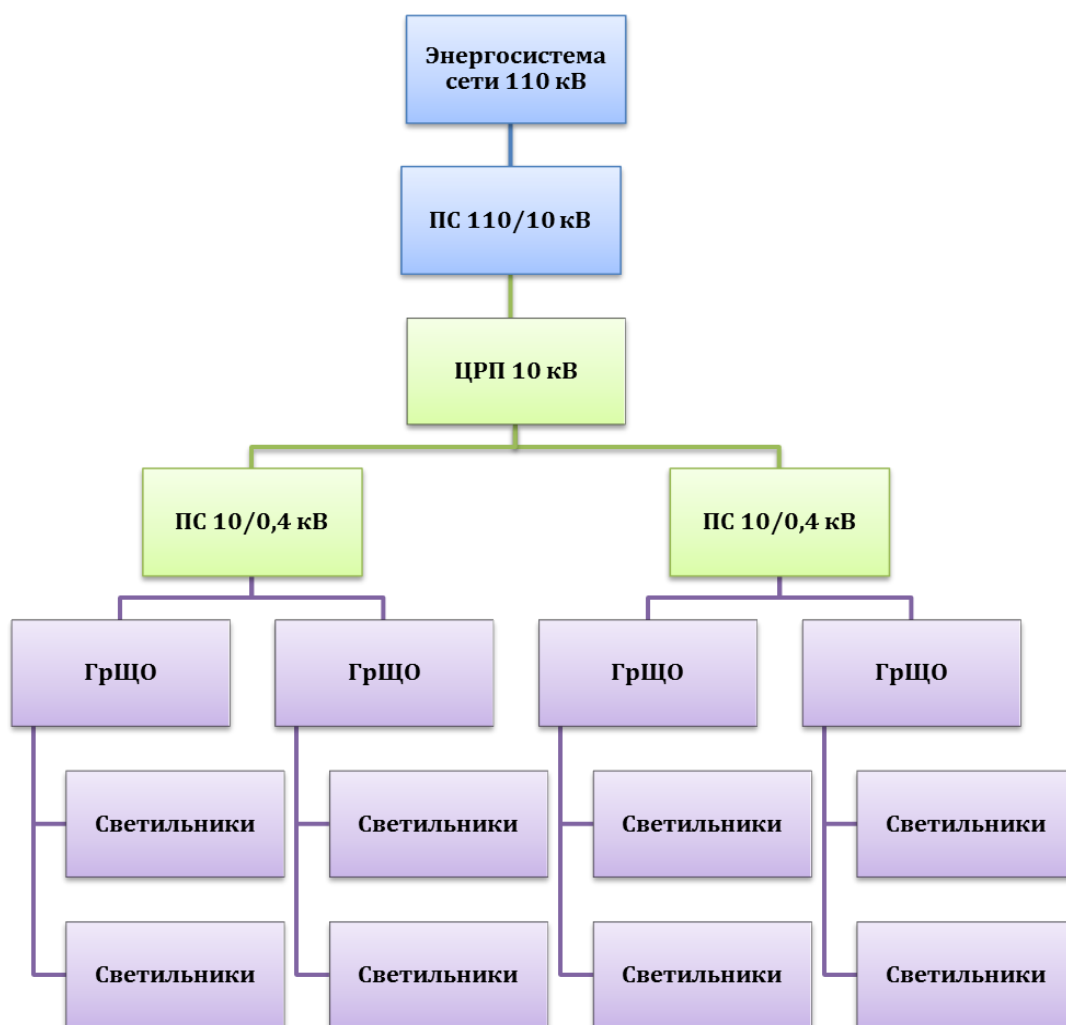 Энергосистема
сети 110 кВ
ПС 110/10 кВ
ЦРП 10 кВ
ПС 10/0,4 кВ
ПС 10/0,4 кВ
ГрЩО
ГрЩО
ГрЩО
ГрЩО
Светильники
Светильники
Светильники
Светильники
Светильники
Светильники
Светильники
Светильники